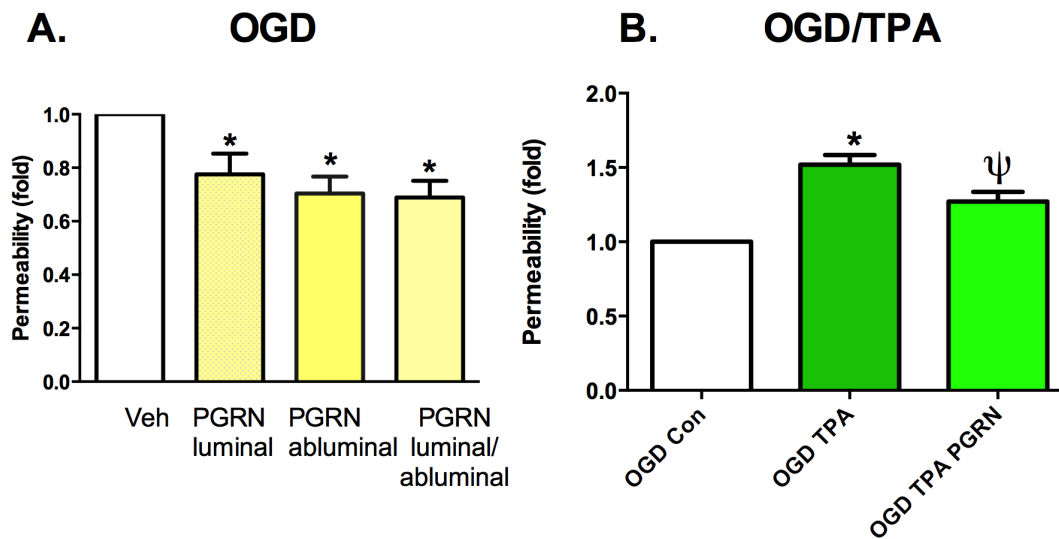 A.
OGD
Permeability (fold)
1.0
0.8
0.6
0.4
0.2
0.0
*
*
*
Veh
PGRN
luminal
PGRN
abluminal
PGRN
luminal/
abluminal
B.
OGD/TPA
Permeability (fold)
2.0
1.5
1.0
0.5
0.0
*
ψ
OGD Con
OGD TPA
OGD TPA PGRN